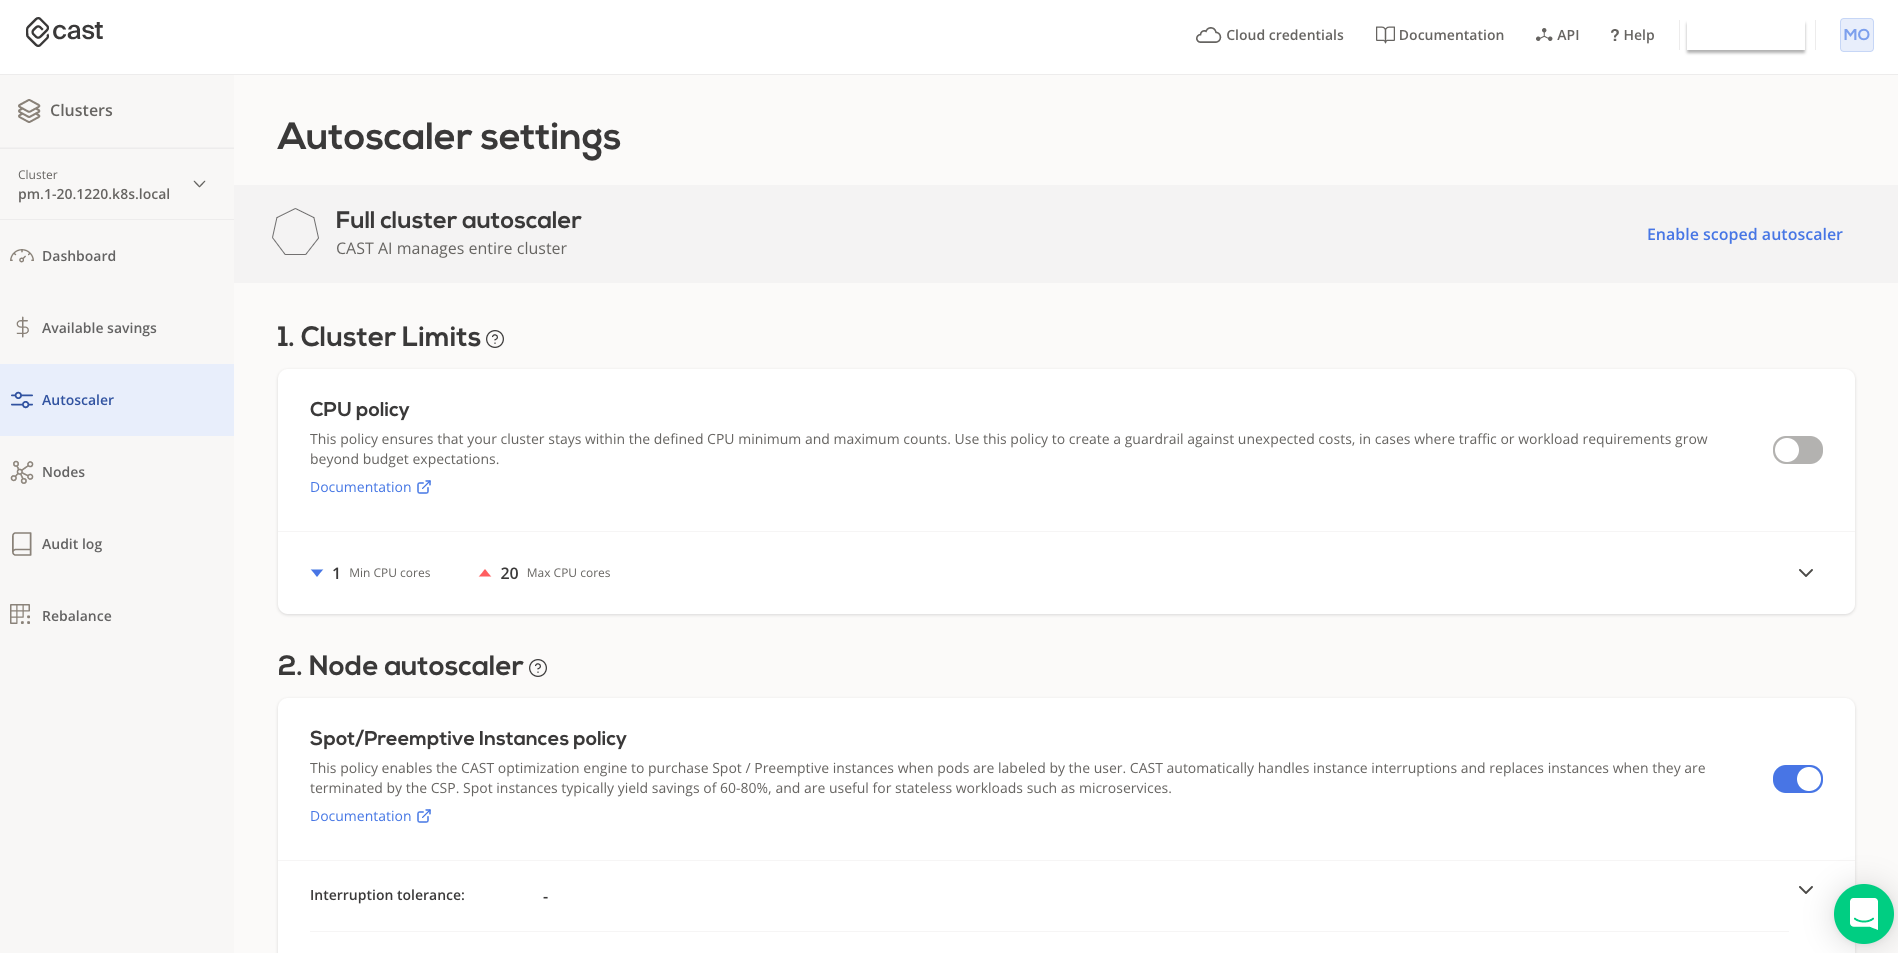 cast
Cloud credentials
Documentation
API
? Help
MO
Clusters
Cluster
pm.1-20.1220.k8s.local
Dashboard
Available savings
Autoscaler
Nodes
Audit log
Rebalance
Autoscaler settings
Full cluster autoscaler
CAST AI manages entire cluster
Enable scoped autoscaler
1. Cluster Limits ?
CPU policy
This policy ensures that your cluster stays within the defined CPU minimum and maximum counts. Use this policy to create a guardrail against unexpected costs, in cases where traffic or workload requirements grow
beyond budget expectations.
Documentation
1 Min CPU cores
20 Max CPU cores
2. Node autoscaler ?
Spot/Preemptive Instances policy
This policy enables the CAST optimization engine to purchase Spot / Preemptive instances when pods are labeled by the user. CAST automatically handles instance interruptions and replaces instances when they are
terminated by the CSP. Spot instances typically yield savings of 60-80%, and are useful for stateless workloads such as microservices.
Documentation
Interruption tolerance: -